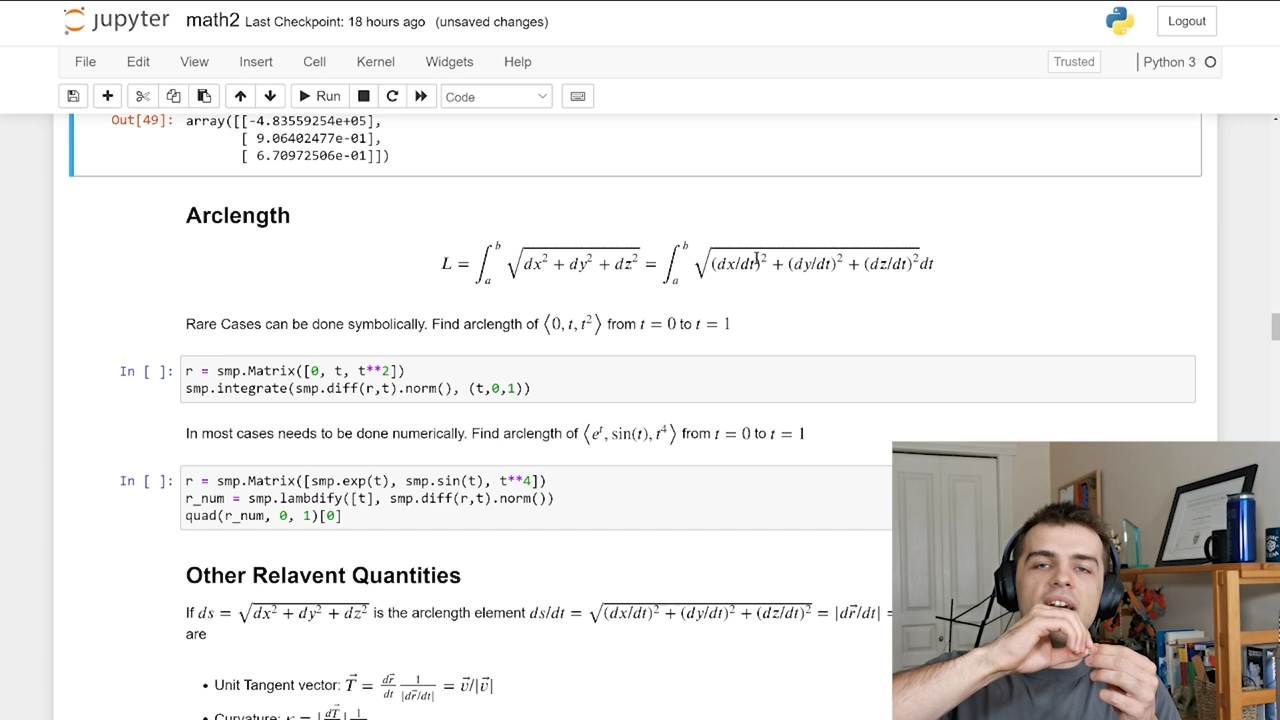 jupyter math2 Last Checkpoint: 18 hours ago (unsaved changes) Logout
File Edit View Insert Cell Kernel Widgets Help Trusted Python 3
Run Code
Out[49]: array([[-4.83559254e+05],
[ 9.06402477e-01],
[ 6.70972506e-01]])
Arclength
L = ∫_a^b √(dx² + dy² + dz²) = ∫_a^b √((dx/dt)² + (dy/dt)² + (dz/dt)²) dt
Rare Cases can be done symbolically. Find arclength of ⟨0, t, t²⟩ from t = 0 to t = 1
In [ ]: r = smp.Matrix([0, t, t**2])
smp.integrate(smp.diff(r,t).norm(), (t,0,1))
In most cases needs to be done numerically. Find arclength of ⟨eᵗ, sin(t), t⁴⟩ from t = 0 to t = 1
In [ ]: r = smp.Matrix([smp.exp(t), smp.sin(t), t**4])
r_num = smp.lambdify([t], smp.diff(r,t).norm())
quad(r_num, 0, 1)[0]
Other Relavent Quantities
If ds = √(dx² + dy² + dz²) is the arclength element ds/dt = √((dx/dt)² + (dy/dt)² + (dz/dt)²) = |dr⃗/dt| =
are
• Unit Tangent vector: T⃗ = dr⃗/dt 1/|dr⃗/dt| = v⃗/|v⃗|
• Curvature: κ = |dT⃗